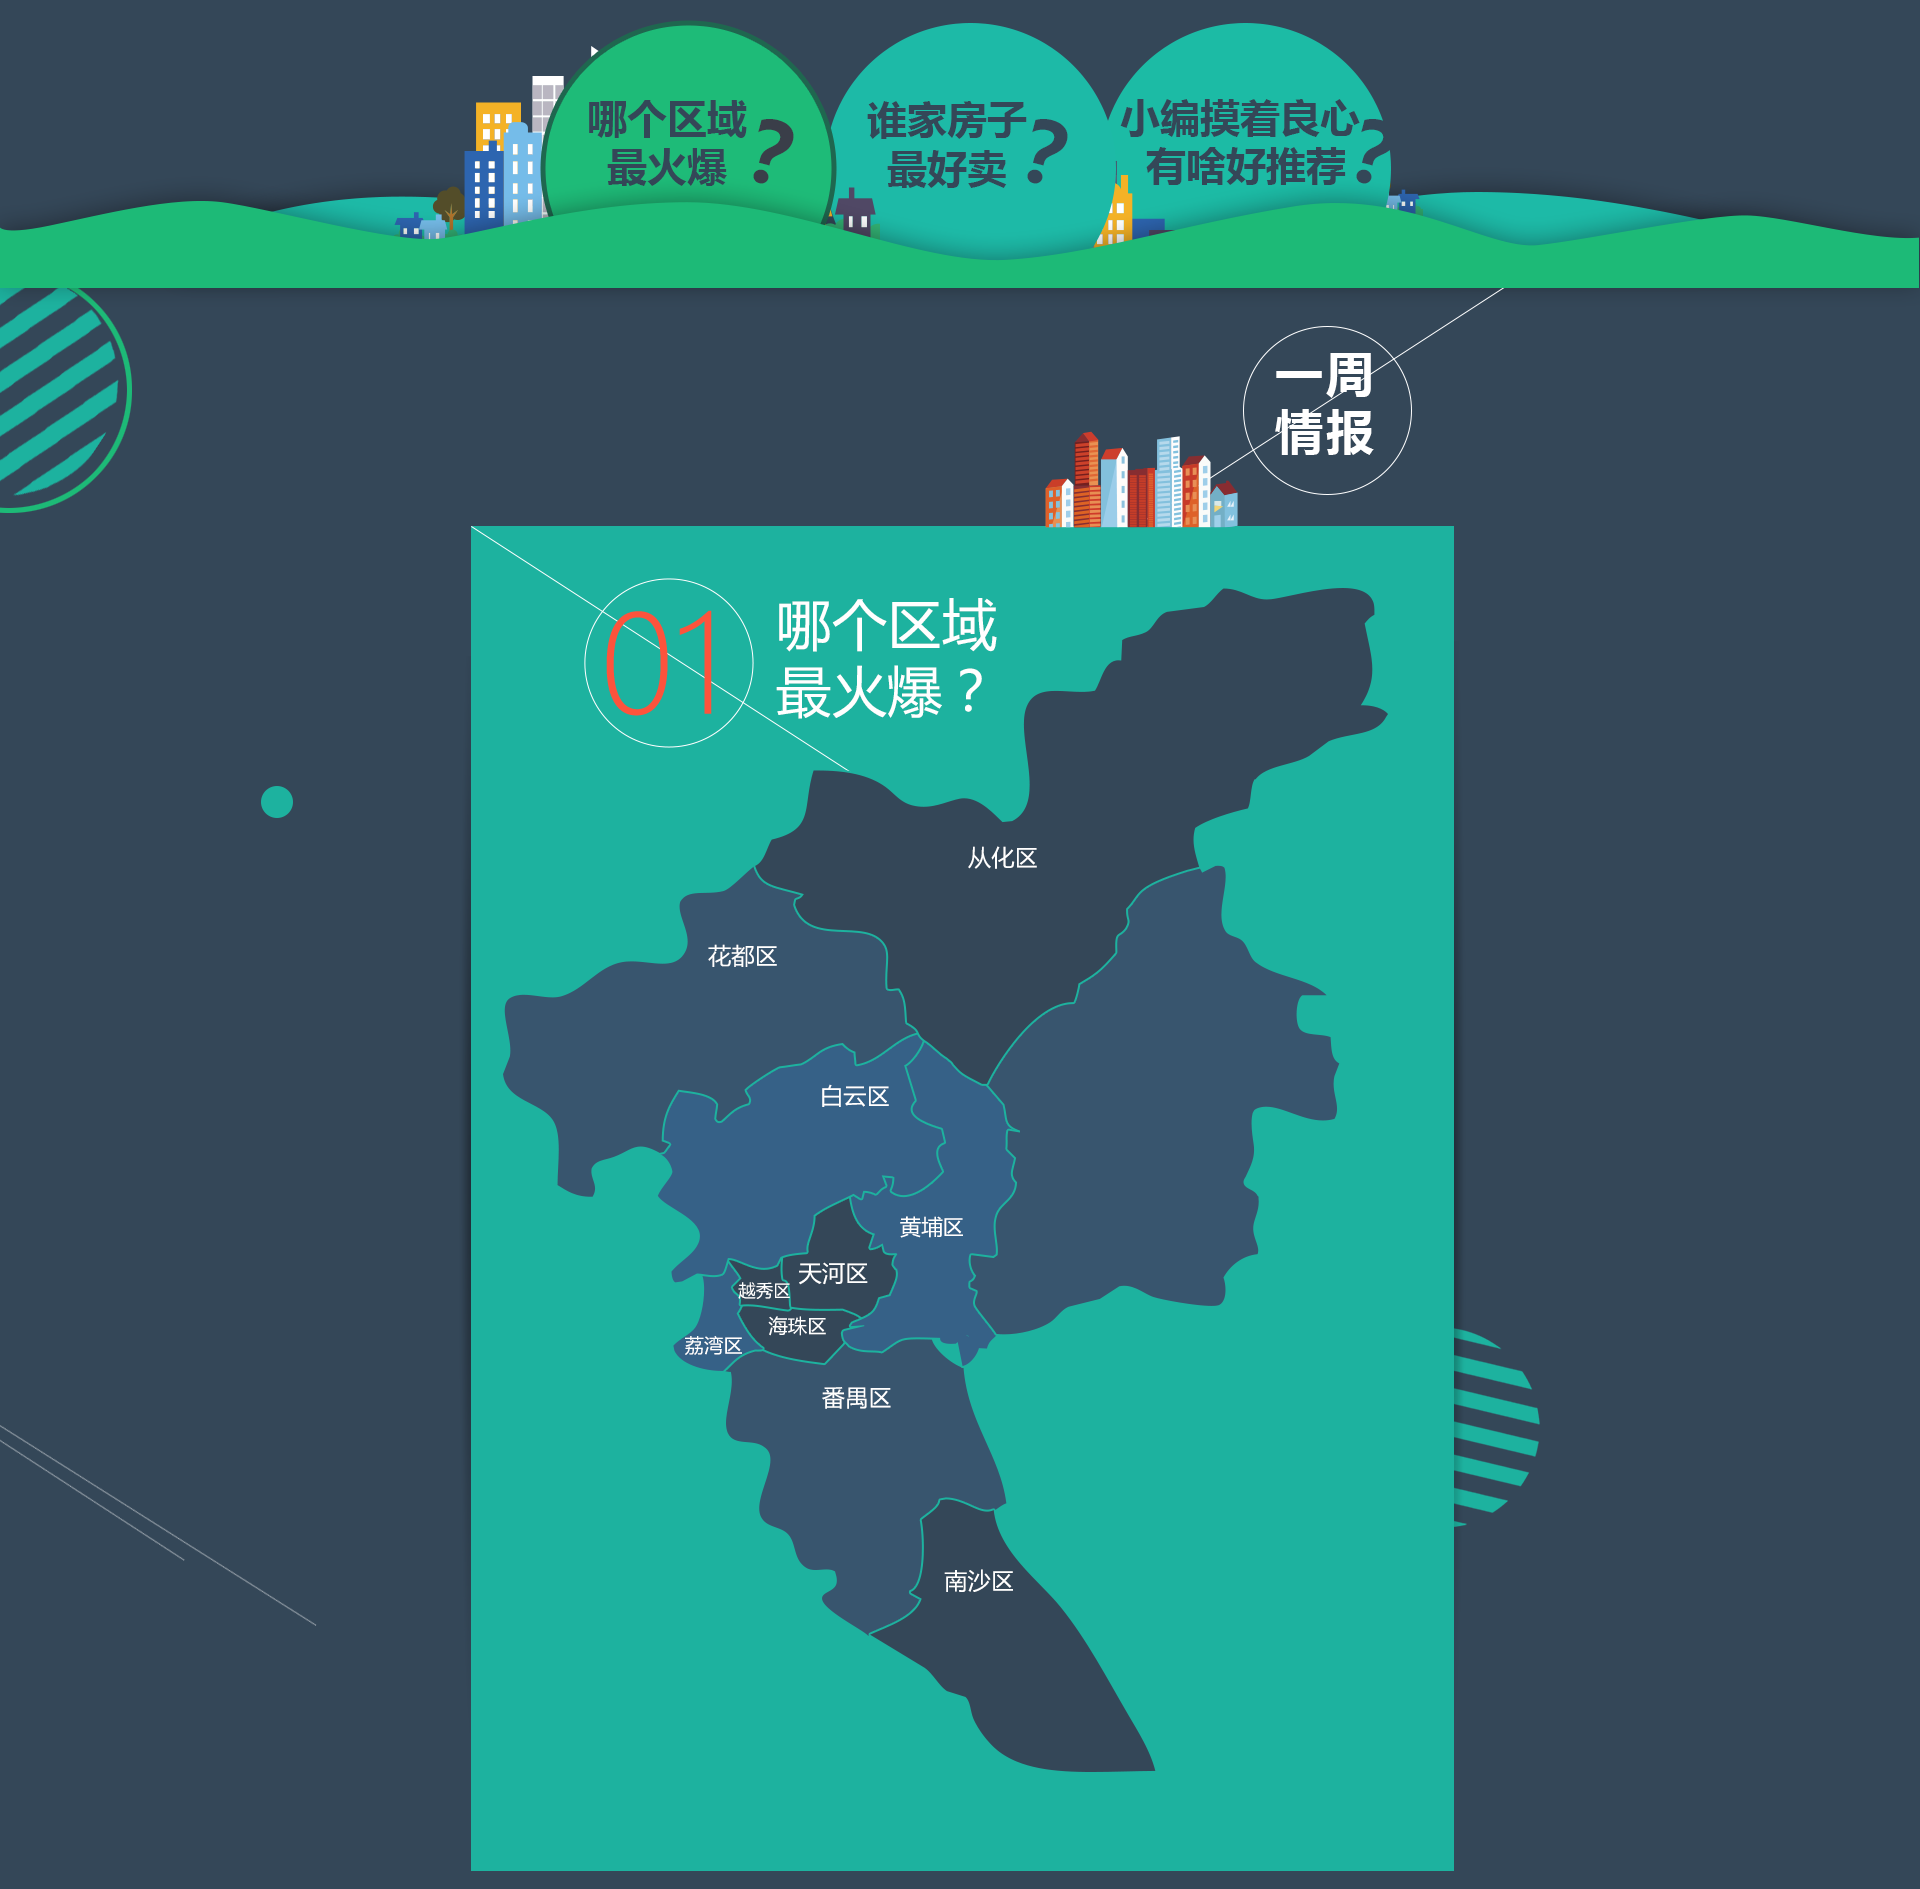 哪个区域
最火爆?
谁家房子
最好卖?
小编摸着良心
有啥好推荐?
一周
情报
01
哪个区域
最火爆？
从化区
花都区
白云区
黄埔区
天河区
越秀区
海珠区
荔湾区
番禺区
南沙区